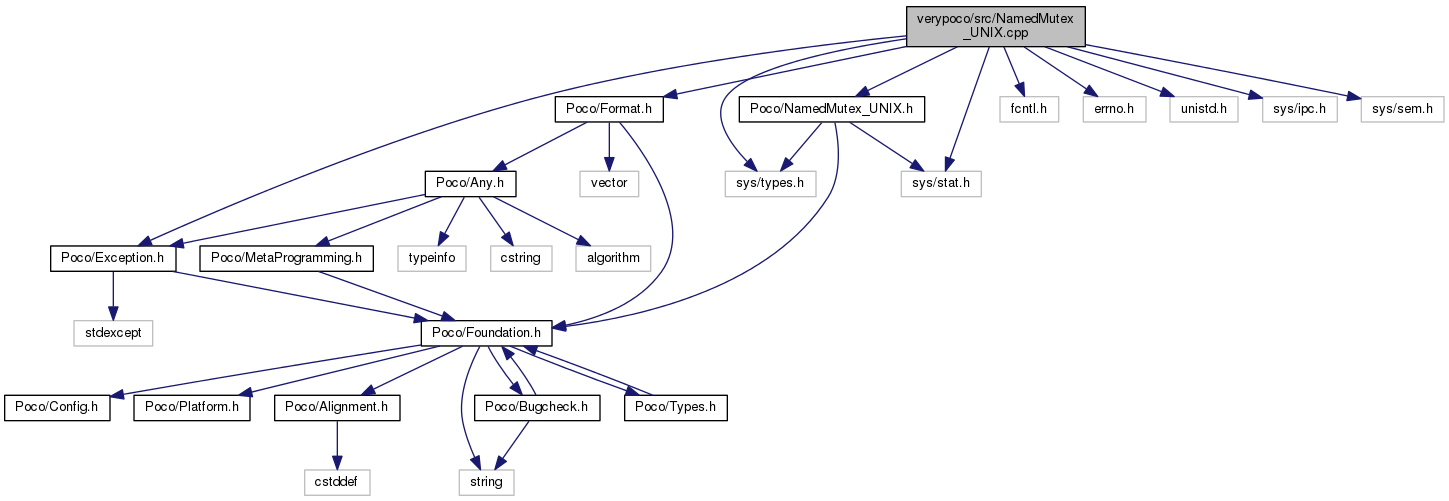 verypoco/src/NamedMutex
_UNIX.cpp
Poco/Format.h
Poco/NamedMutex_UNIX.h
fcntl.h
errno.h
unistd.h
sys/ipc.h
sys/sem.h
Poco/Any.h
vector
sys/types.h
sys/stat.h
Poco/Exception.h
Poco/MetaProgramming.h
typeinfo
cstring
algorithm
stdexcept
Poco/Foundation.h
Poco/Config.h
Poco/Platform.h
Poco/Alignment.h
Poco/Bugcheck.h
Poco/Types.h
cstddef
string